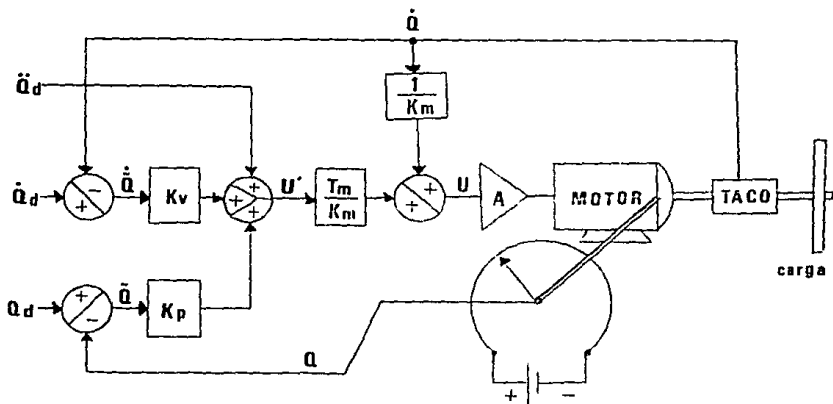 Q̇
Q̈d
1
Km
Q̇d
- +
Q̇̃
Kv
+ + +
U'
Tm
Km
+ +
U
A
MOTOR
TACO
carga
Qd
+ -
Q̃
Kp
Q
+ -